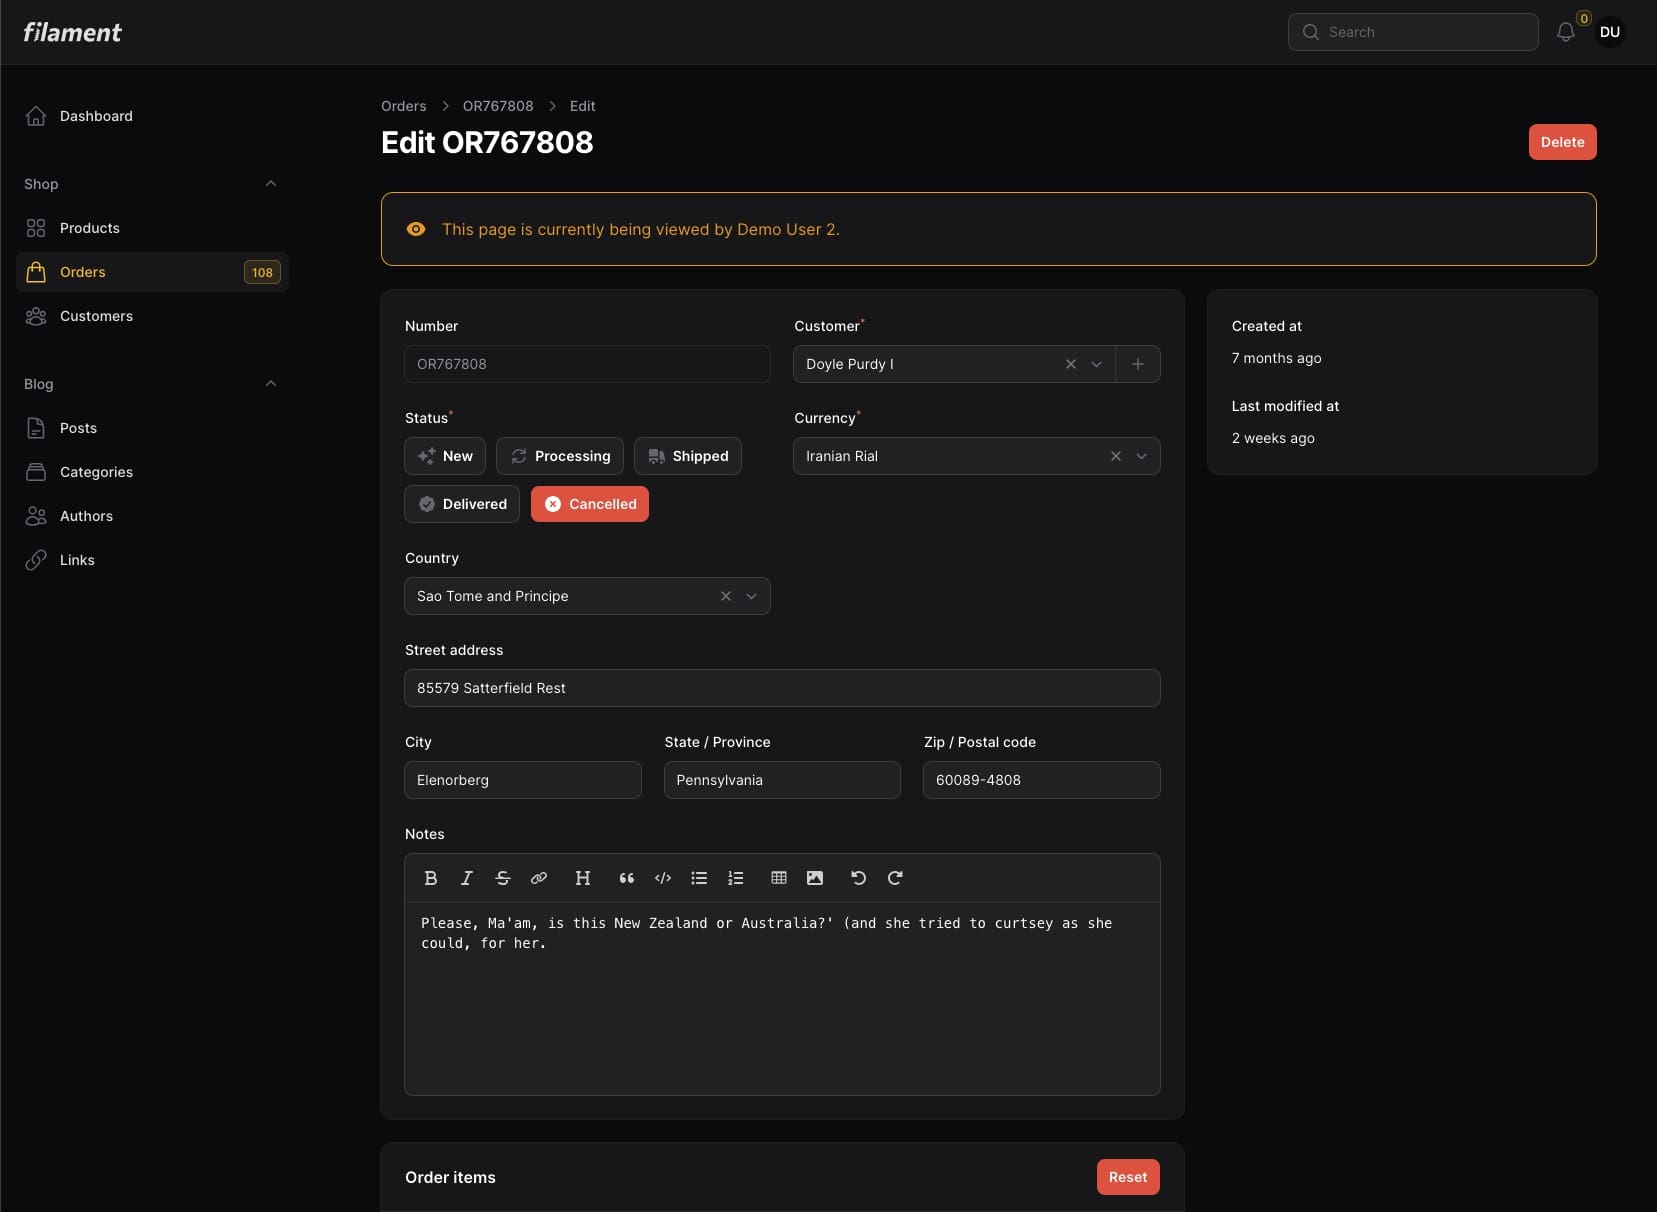 filament
Search
0
DU
Dashboard
Shop
Products
Orders
108
Customers
Blog
Posts
Categories
Authors
Links
Orders
OR767808
Edit
Edit OR767808
Delete
This page is currently being viewed by Demo User 2.
Number
OR767808
Customer*
Doyle Purdy I
Status*
New
Processing
Shipped
Delivered
Cancelled
Currency*
Iranian Rial
Country
Sao Tome and Principe
Street address
85579 Satterfield Rest
City
Elenorberg
State / Province
Pennsylvania
Zip / Postal code
60089-4808
Notes
Please, Ma'am, is this New Zealand or Australia?' (and she tried to curtsey as she
could, for her.
Created at
7 months ago
Last modified at
2 weeks ago
Order items
Reset